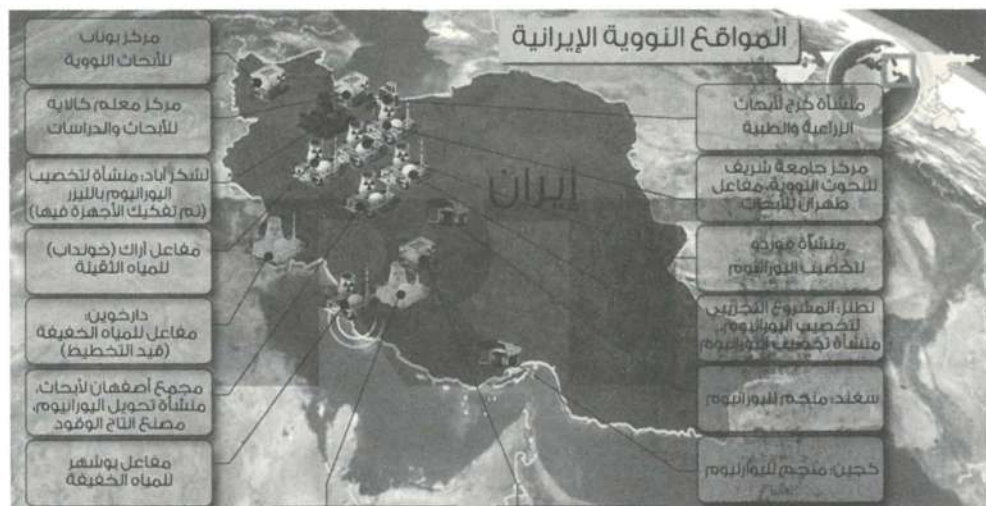 المواقع النووية الإيرانية
إيران
منشأة كرج لأبحاث
الزراعية والطبية
مركز جامعة شريف
للبحوث النووية، مفاعل
طهران للأبحاث
منشأة فوردو
لتخصيب اليورانيوم
نطنز: المشروع التجريبي
لتخصيب اليورانيوم،
منشأة تخصيب اليورانيوم
سغند: منجم لليورانيوم
كجين: منجم لليوارنيوم
مركز بوناب
للأبحاث النووية
مركز معلم كالاية
للأبحاث والدراسات
لشكر آباد: منشأة لتخصيب
اليورانيوم بالليزر
(تم تفكيك الأجهزة فيها)
مفاعل أراك (خونداب)
للمياه الثقيلة
دارخوين:
مفاعل للمياه الخفيفة
(قيد التخطيط)
مجمع أصفهان لأبحاث،
منشأة تحويل اليورانيوم،
مصنع انتاج الوقود
مفاعل بوشهر
للمياه الخفيفة